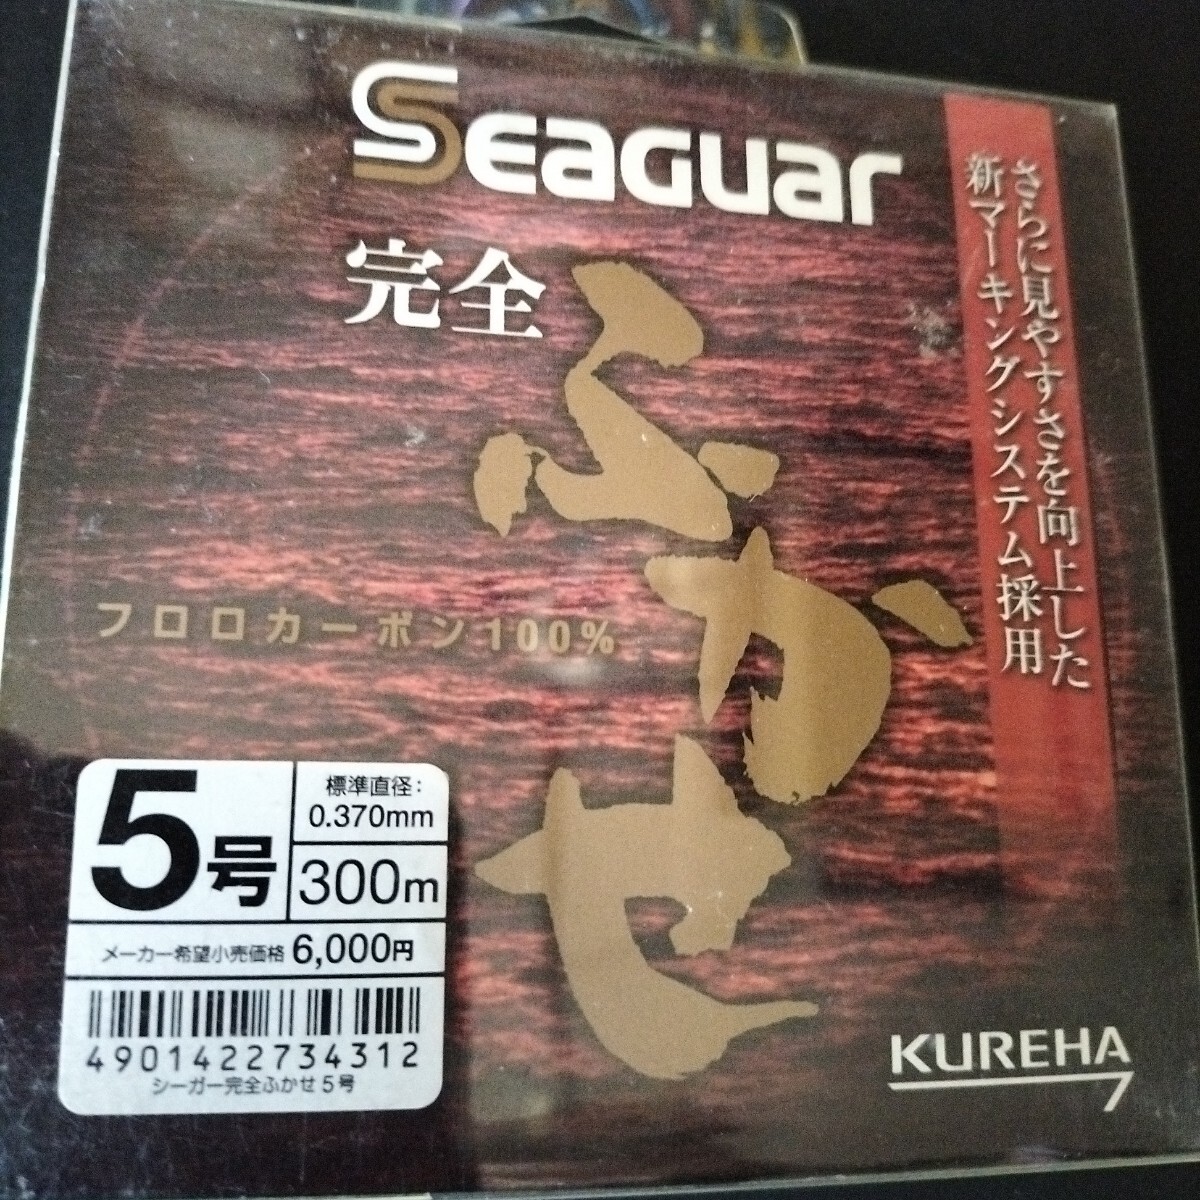 Seaguar
完全
ふかせ
さらに見やすさを向上した
新マーキングシステム採用
フロロカーボン100%
5号
標準直径:
0.370mm
300m
メーカー希望小売価格 6,000円
4901422734312
シーガー完全ふかせ5号
KUREHA